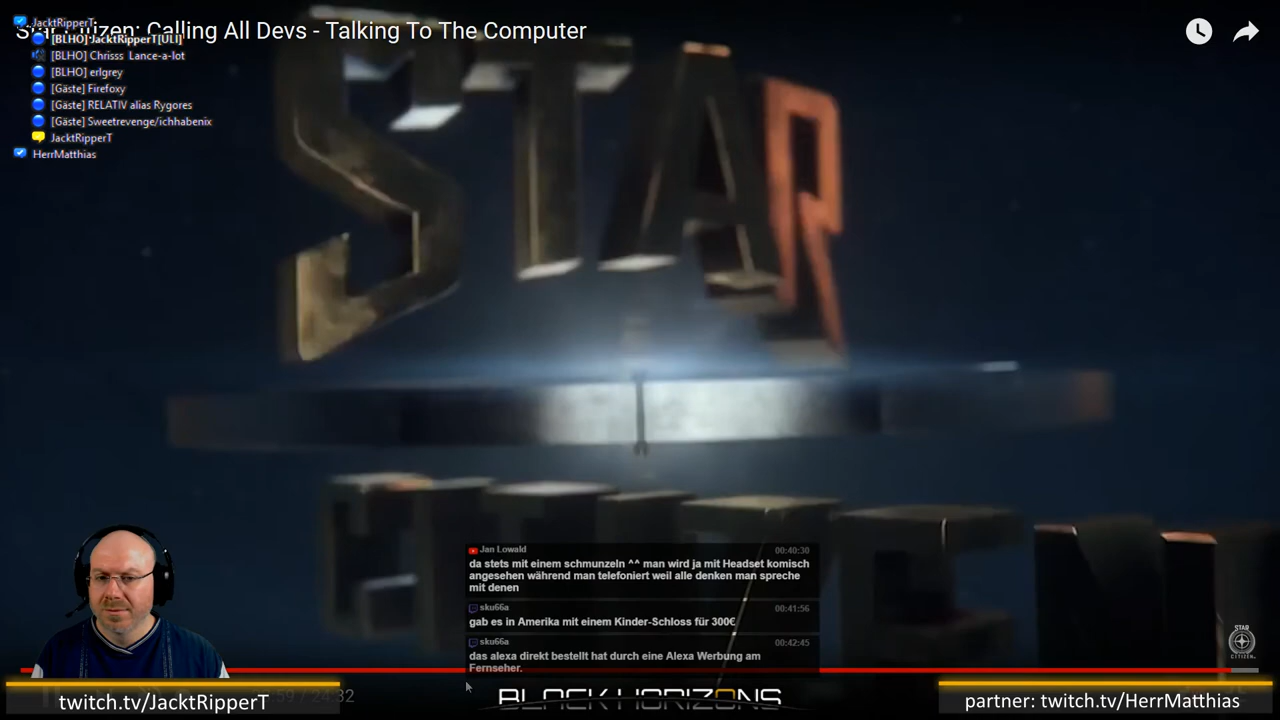 Star Citizen: Calling All Devs - Talking To The Computer
JacktRipperT
[BLHO] JacktRipperT[ULI]
[BLHO] Chrisss Lance-a-lot
[BLHO] erlgrey
[Gäste] Firefoxy
[Gäste] RELATIV alias Rygores
[Gäste] Sweetrevenge/ichhabenix
JacktRipperT
HerrMatthias
STAR
CITIZEN
Jan Lowald 00:40:30
da stets mit einem schmunzeln ^^ man wird ja mit Headset komisch
angesehen während man telefoniert weil alle denken man spreche
mit denen
sku66a 00:41:56
gab es in Amerika mit einem Kinder-Schloss für 300€
sku66a 00:42:45
das alexa direkt bestellt hat durch eine Alexa Werbung am
Fernseher.
STAR
CITIZEN
BLACK HORIZONS
twitch.tv/JacktRipperT
partner: twitch.tv/HerrMatthias